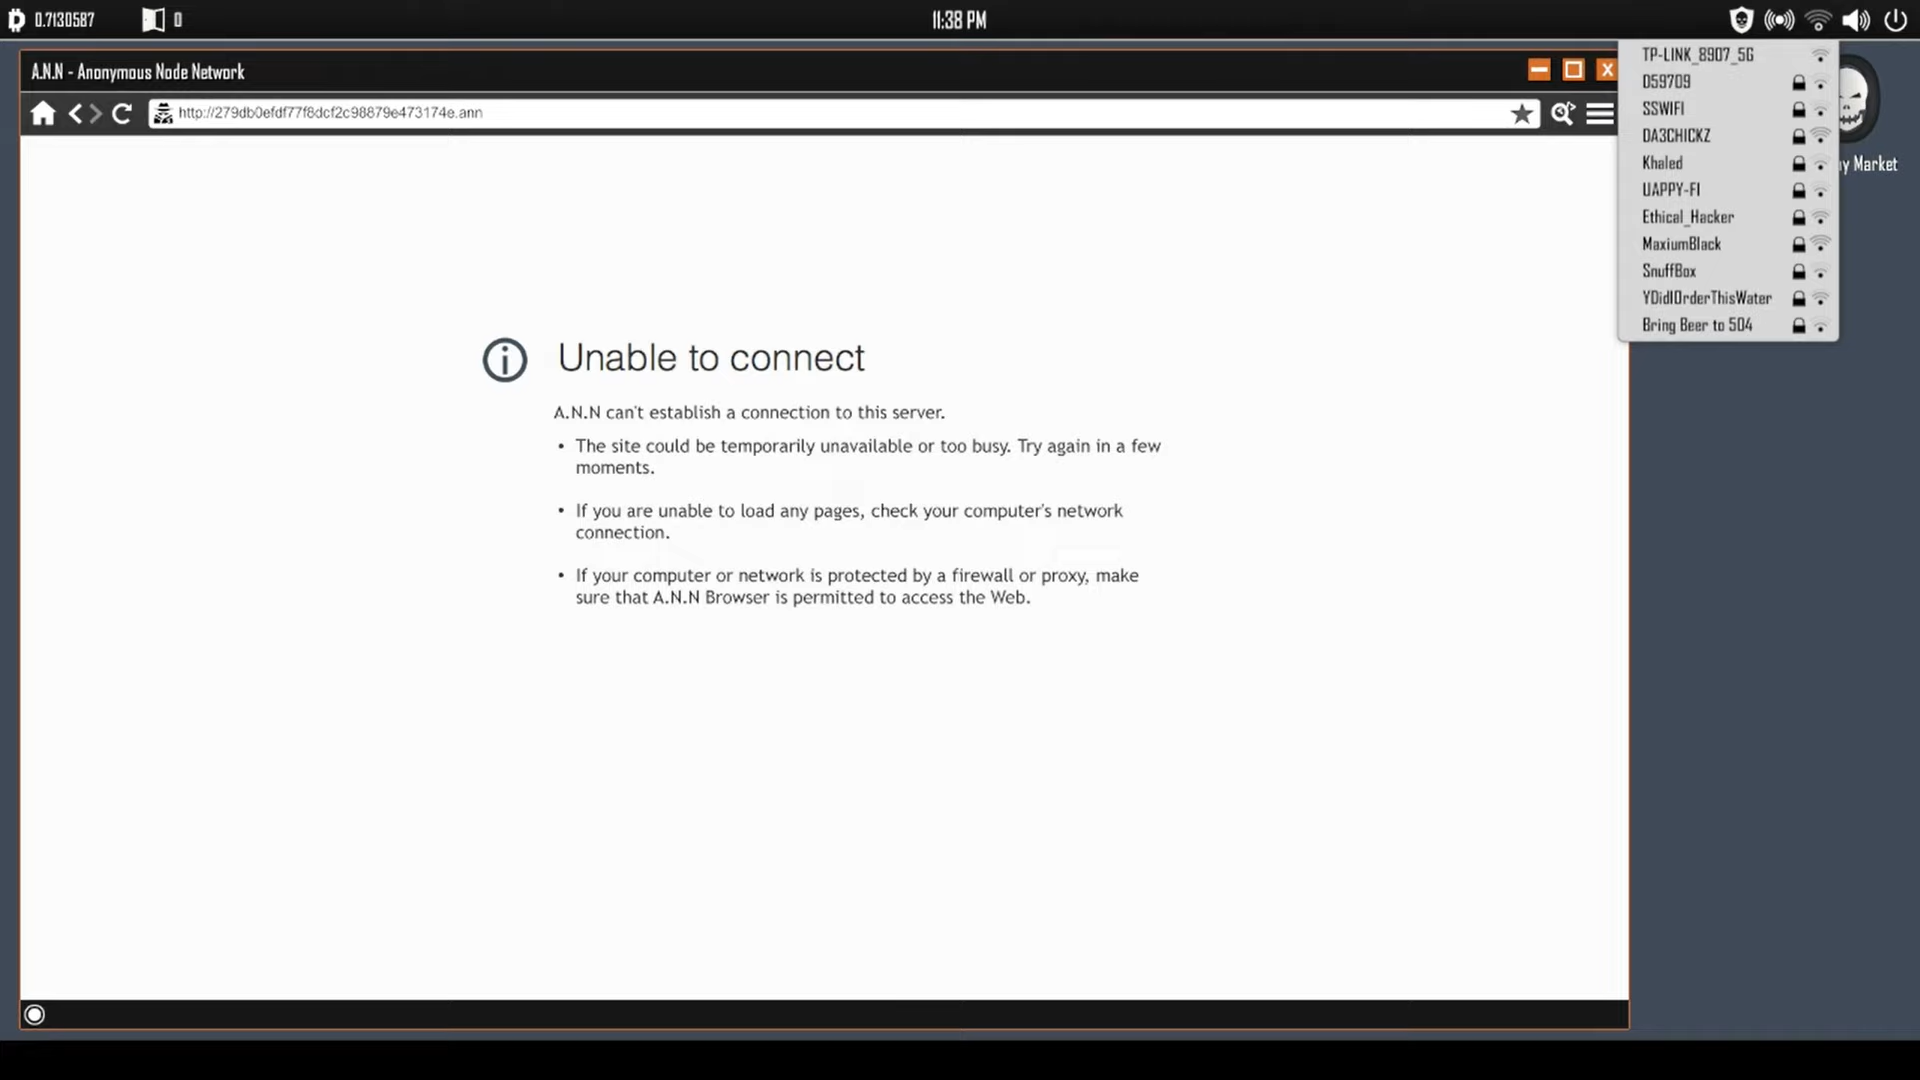 0.7130587
0
11:38 PM
A.N.N - Anonymous Node Network
http://279db0efdf77f8dcf2c98879e473174e.ann
TP-LINK_8907_5G
D59709
SSWIFI
DA3CHICKZ
Khaled
UAPPY-FI
Ethical_Hacker
MaxiumBlack
SnuffBox
YDidIOrderThisWater
Bring Beer to 504
Market
Unable to connect
A.N.N can't establish a connection to this server.
• The site could be temporarily unavailable or too busy. Try again in a few
moments.
• If you are unable to load any pages, check your computer's network
connection.
• If your computer or network is protected by a firewall or proxy, make
sure that A.N.N Browser is permitted to access the Web.